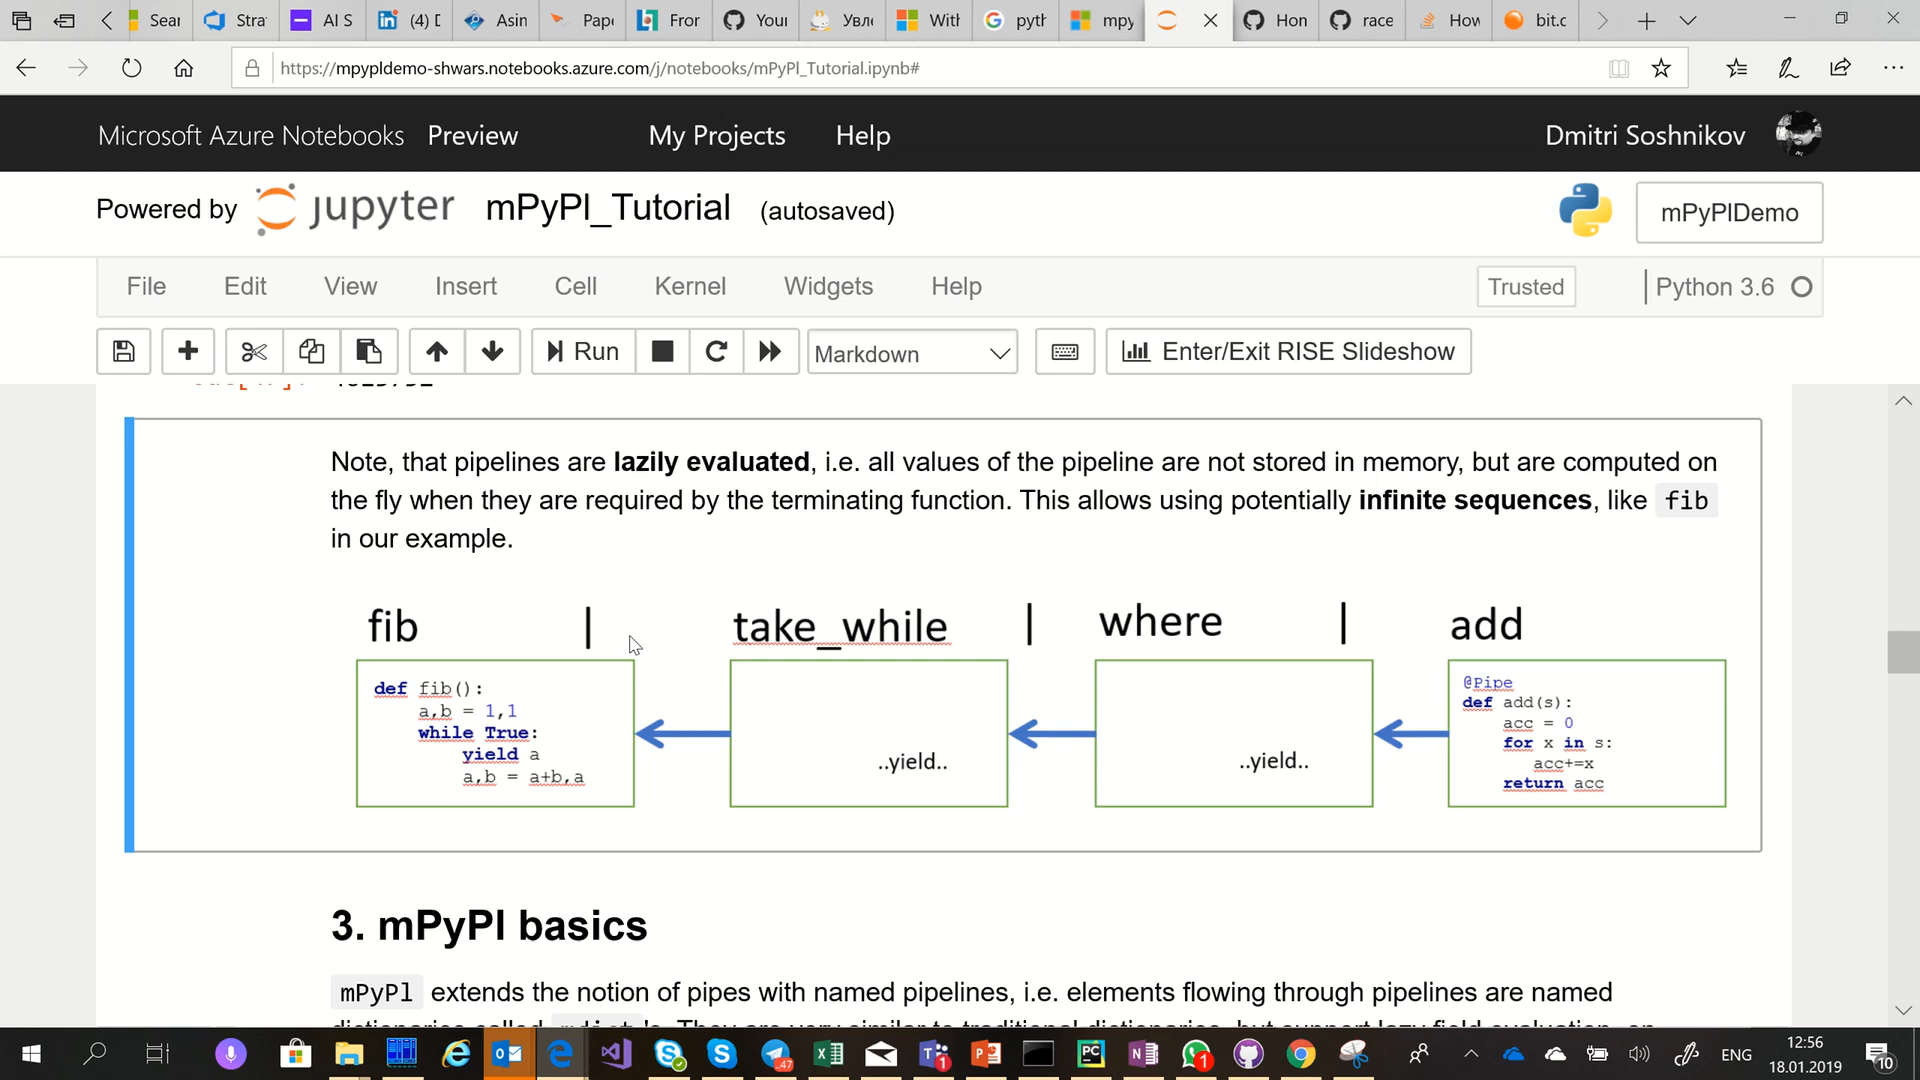 Sear
Stra
AI S
(4) D
Asin
Pape
Fron
Your
Увле
With
pyth
mpy
Hon
race
How
bit.c
https://mpypldemo-shwars.notebooks.azure.com/j/notebooks/mPyPl_Tutorial.ipynb#
Microsoft Azure Notebooks Preview My Projects Help Dmitri Soshnikov
Powered by jupyter mPyPl_Tutorial (autosaved) mPyPlDemo
File Edit View Insert Cell Kernel Widgets Help Trusted Python 3.6
Run Markdown Enter/Exit RISE Slideshow
Note, that pipelines are lazily evaluated, i.e. all values of the pipeline are not stored in memory, but are computed on
the fly when they are required by the terminating function. This allows using potentially infinite sequences, like fib
in our example.
fib | take_while | where | add
def fib():
a,b = 1,1
while True:
yield a
a,b = a+b,a
..yield..
..yield..
@Pipe
def add(s):
acc = 0
for x in s:
acc+=x
return acc
3. mPyPl basics
mPyPl extends the notion of pipes with named pipelines, i.e. elements flowing through pipelines are named
ENG
12:56
18.01.2019
10